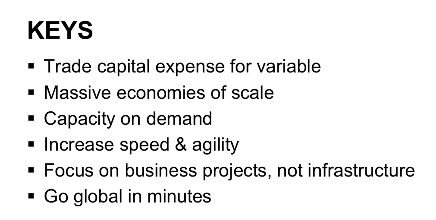 KEYS
▪ Trade capital expense for variable
▪ Massive economies of scale
▪ Capacity on demand
▪ Increase speed & agility
▪ Focus on business projects, not infrastructure
▪ Go global in minutes